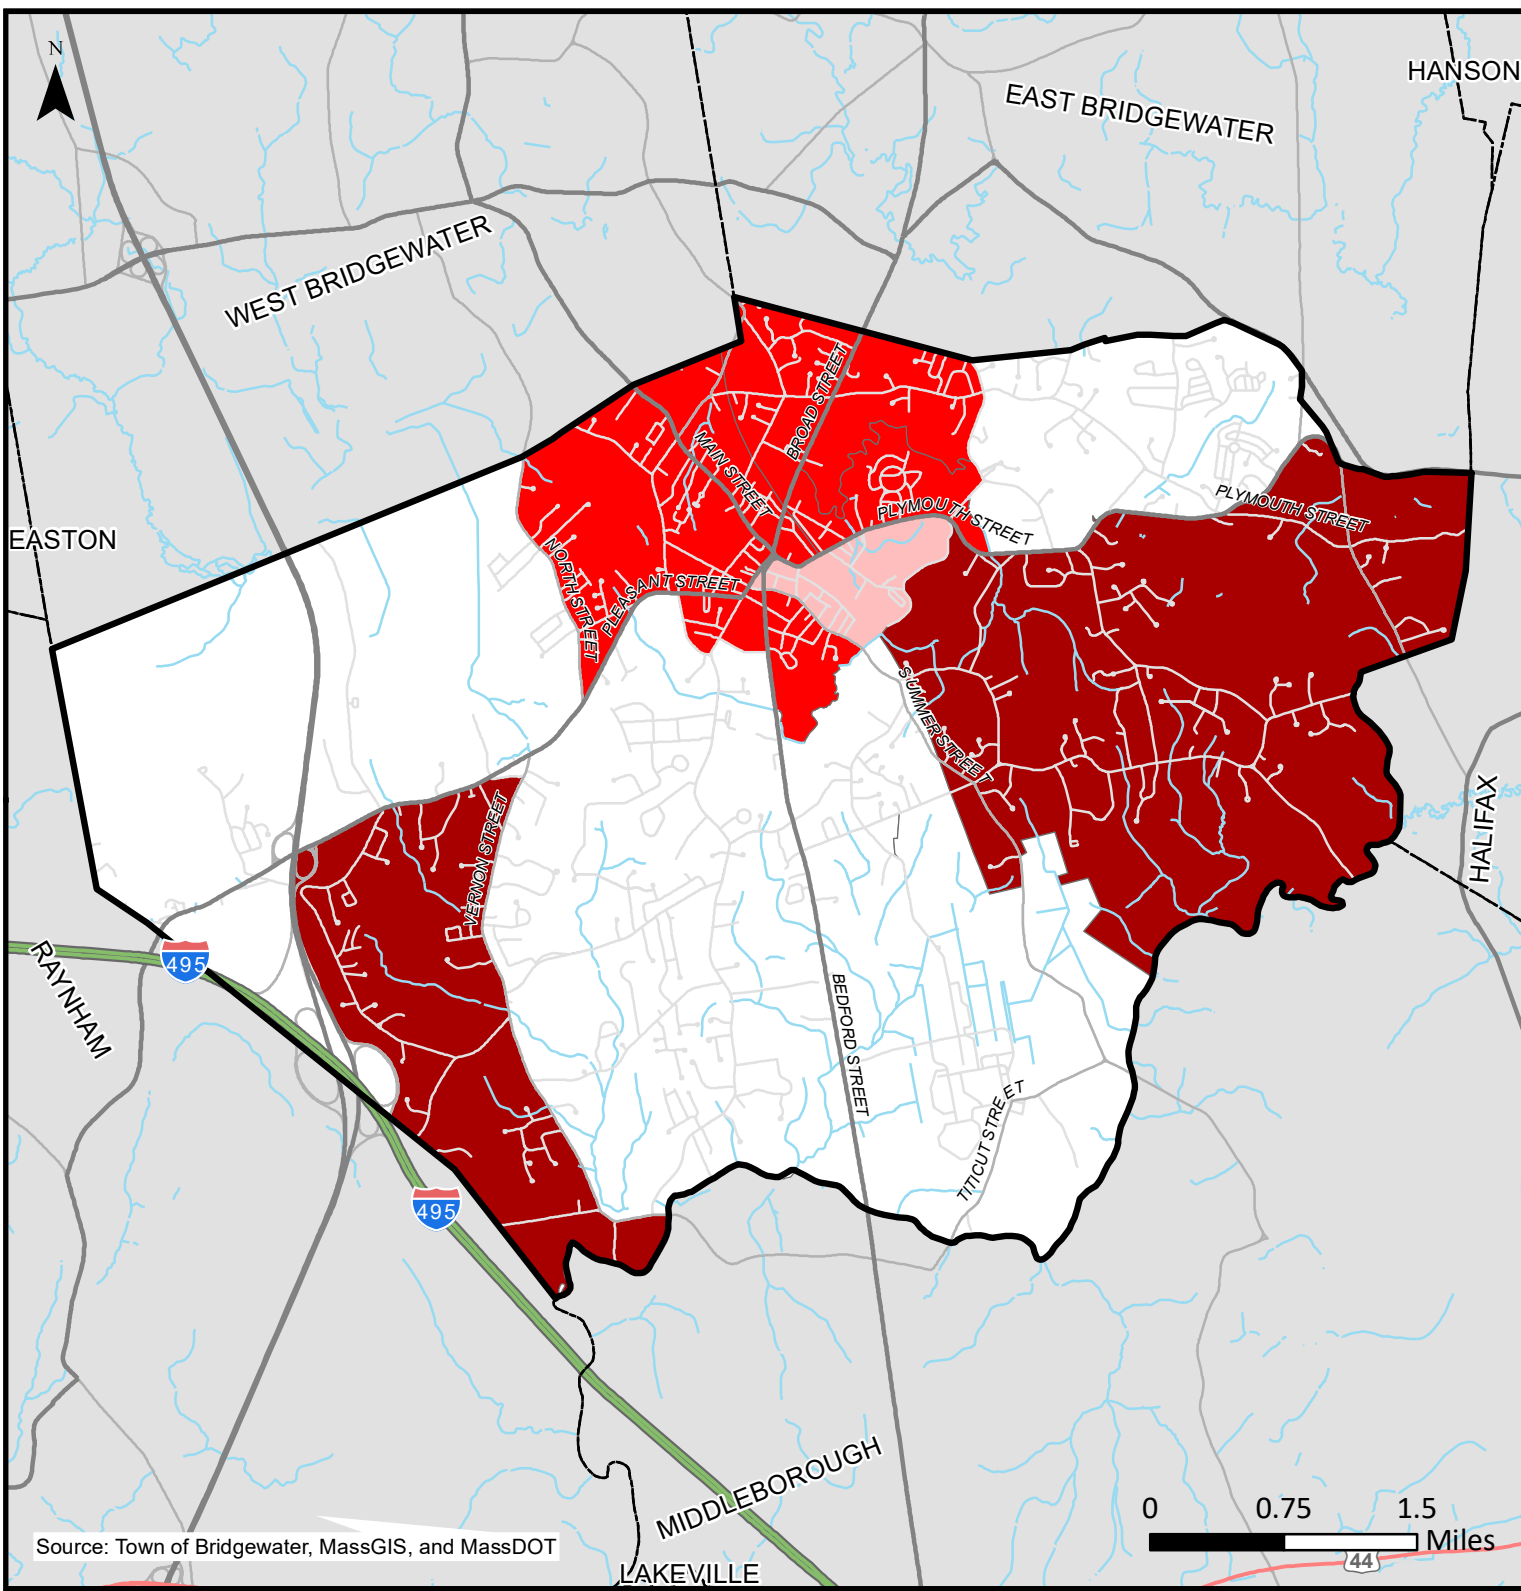 N
HANSON
EAST BRIDGEWATER
WEST BRIDGEWATER
BROAD STREET
MAIN STREET
PLYMOUTH STREET
PLYMOUTH STREET
EASTON
NORTH STREET
PLEASANT STREET
SUMMER STREET
VERNON STREET
HALIFAX
RAYNHAM
495
BEDFORD STREET
TITICUT STREET
495
MIDDLEBOROUGH
0 0.75 1.5
Miles
Source: Town of Bridgewater, MassGIS, and MassDOT
44
LAKEVILLE